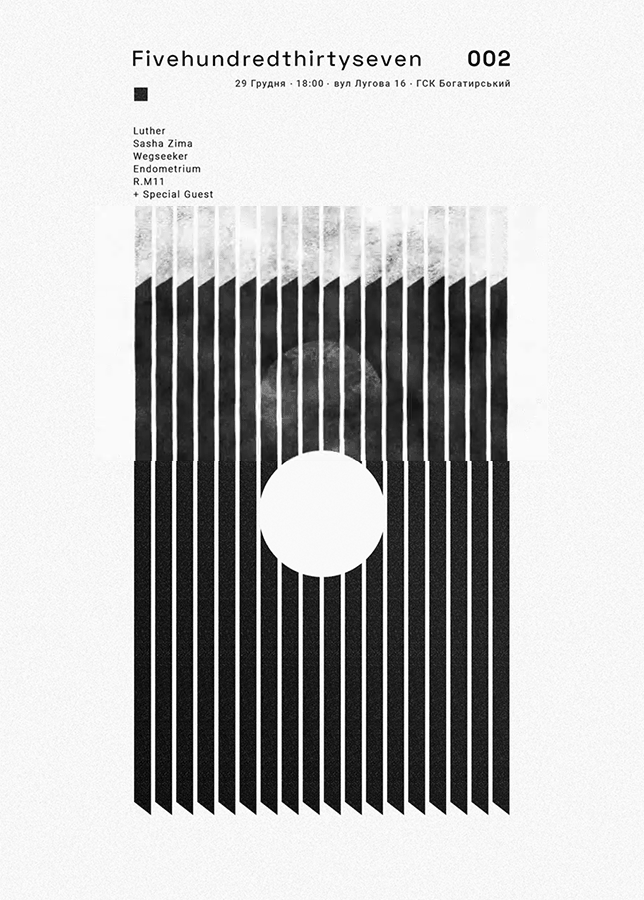 Fivehundredthirtyseven 002
29 Грудня · 18:00 · вул Лугова 16 · ГСК Богатирський
Luther
Sasha Zima
Wegseeker
Endometrium
R.M11
+ Special Guest